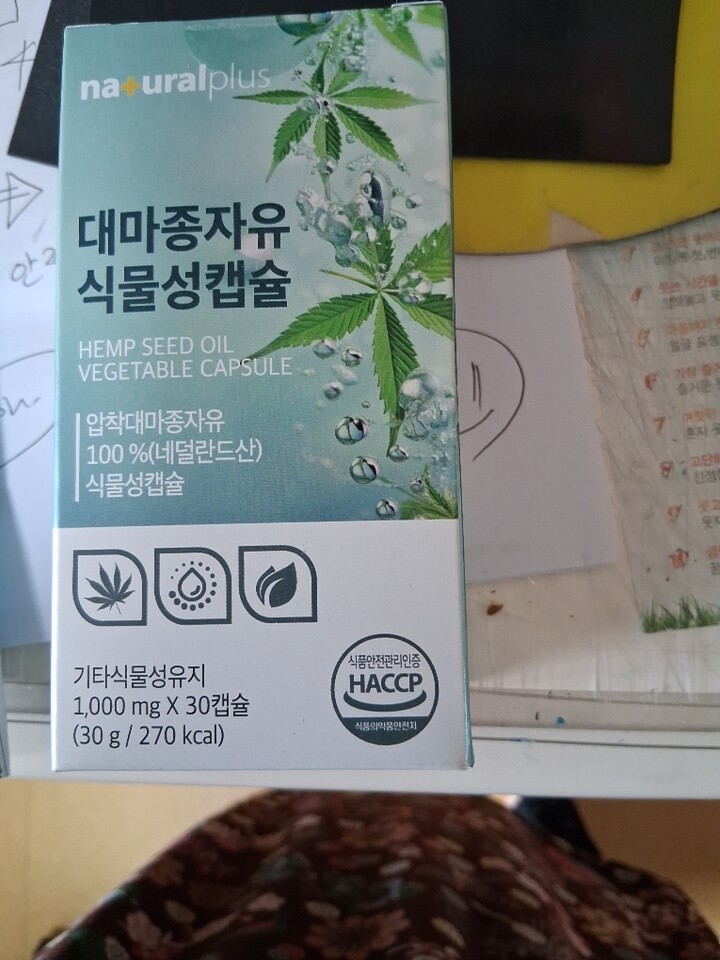 naturalplus
대마종자유
식물성캡슐
HEMP SEED OIL
VEGETABLE CAPSULE
압착대마종자유
100 %(네덜란드산)
식물성캡슐
기타식물성유지
1,000 mg X 30캡슐
(30 g / 270 kcal)
식품안전관리인증
HACCP
식품의약품안전처